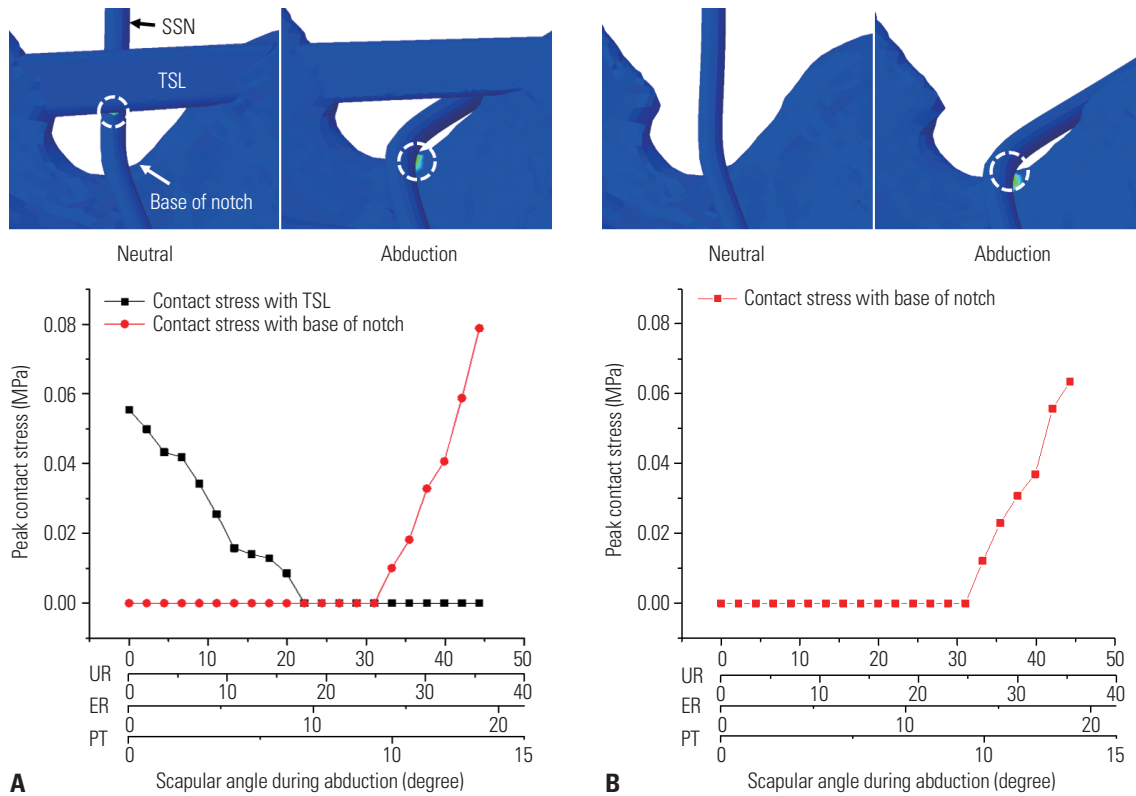 SSN
TSL
Base of notch
Neutral Abduction
Contact stress with TSL
Contact stress with base of notch
0.08
0.06
0.04
0.02
0.00
Peak contact stress (MPa)
0 10 20 30 40 50
UR
0 10 20 30 40
ER
0 10 20
PT
0 10 15
Scapular angle during abduction (degree)
A
Neutral Abduction
Contact stress with base of notch
0.08
0.06
0.04
0.02
0.00
Peak contact stress (MPa)
0 10 20 30 40 50
UR
0 10 20 30 40
ER
0 10 20
PT
0 10 15
Scapular angle during abduction (degree)
B